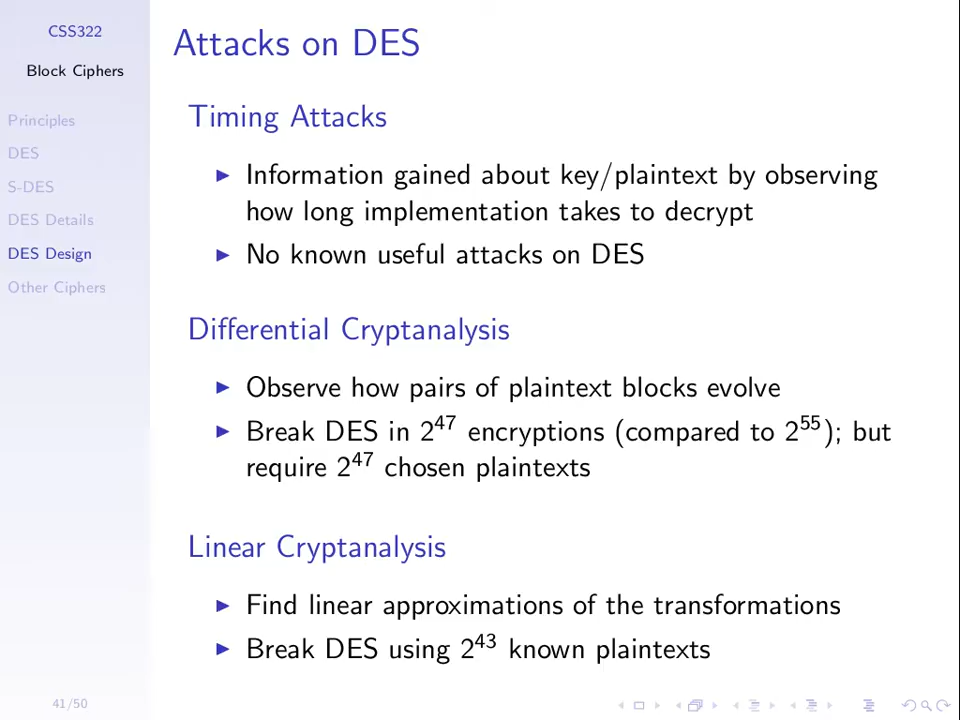 CSS322
Block Ciphers
Principles
DES
S-DES
DES Details
DES Design
Other Ciphers
Attacks on DES
Timing Attacks
Information gained about key/plaintext by observing
how long implementation takes to decrypt
No known useful attacks on DES
Differential Cryptanalysis
Observe how pairs of plaintext blocks evolve
Break DES in 2^47 encryptions (compared to 2^55); but
require 2^47 chosen plaintexts
Linear Cryptanalysis
Find linear approximations of the transformations
Break DES using 2^43 known plaintexts
41/50